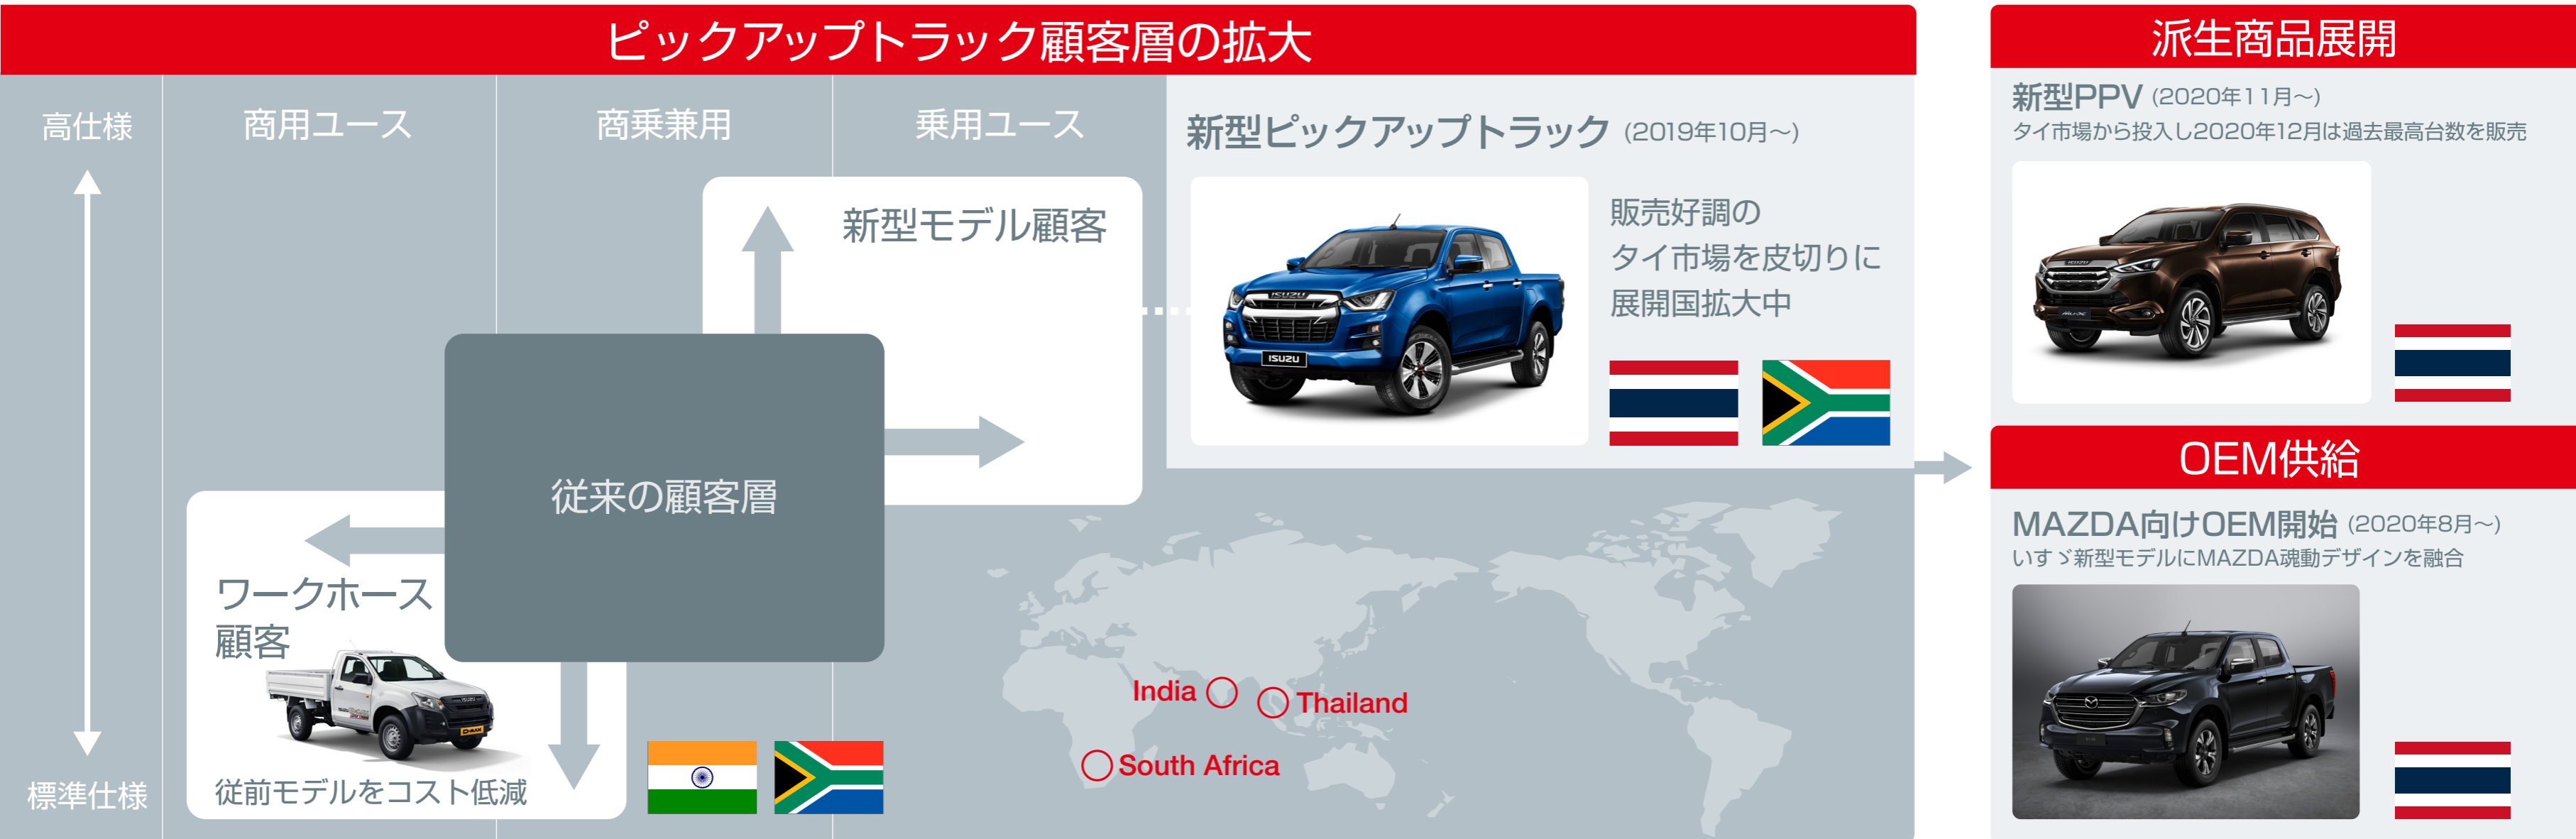 ピックアップトラック顧客層の拡大
高仕様
商用ユース
商乗兼用
乗用ユース
新型モデル顧客
従来の顧客層
ワークホース
顧客
従前モデルをコスト低減
標準仕様
新型ピックアップトラック (2019年10月〜)
販売好調の
タイ市場を皮切りに
展開国拡大中
ISUZU
ISUZU
India
Thailand
South Africa
D-MAX
派生商品展開
新型PPV (2020年11月〜)
タイ市場から投入し2020年12月は過去最高台数を販売
ISUZU
MU-X
OEM供給
MAZDA向けOEM開始 (2020年8月〜)
いすゞ新型モデルにMAZDA魂動デザインを融合